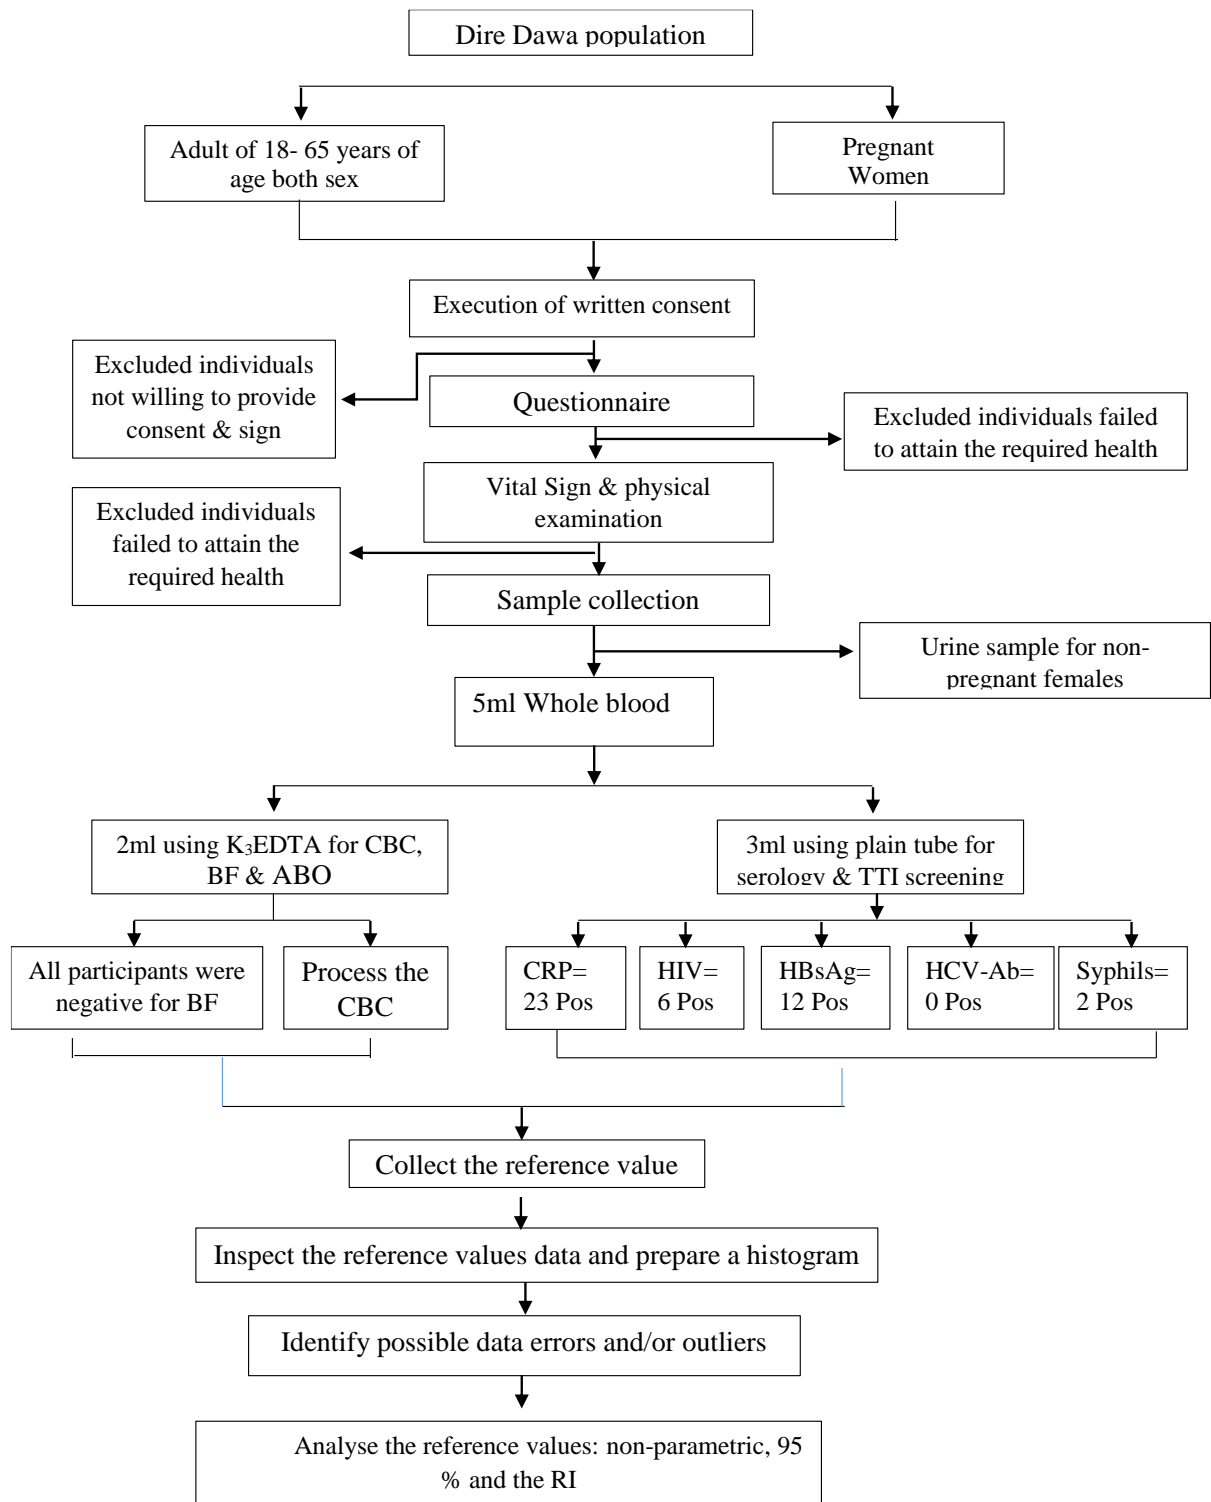 Dire Dawa population
Adult of 18- 65 years of
age both sex
Pregnant
Women
Execution of written consent
Excluded individuals
not willing to provide
consent & sign
Questionnaire
Excluded individuals failed
to attain the required health
Vital Sign & physical
examination
Excluded individuals
failed to attain the
required health
Sample collection
Urine sample for non-
pregnant females
5ml Whole blood
2ml using K₃EDTA for CBC,
BF & ABO
3ml using plain tube for
serology & TTI screening
All participants were
negative for BF
Process the
CBC
CRP=
23 Pos
HIV=
6 Pos
HBsAg=
12 Pos
HCV-Ab=
0 Pos
Syphils=
2 Pos
Collect the reference value
Inspect the reference values data and prepare a histogram
Identify possible data errors and/or outliers
Analyse the reference values: non-parametric, 95
% and the RI